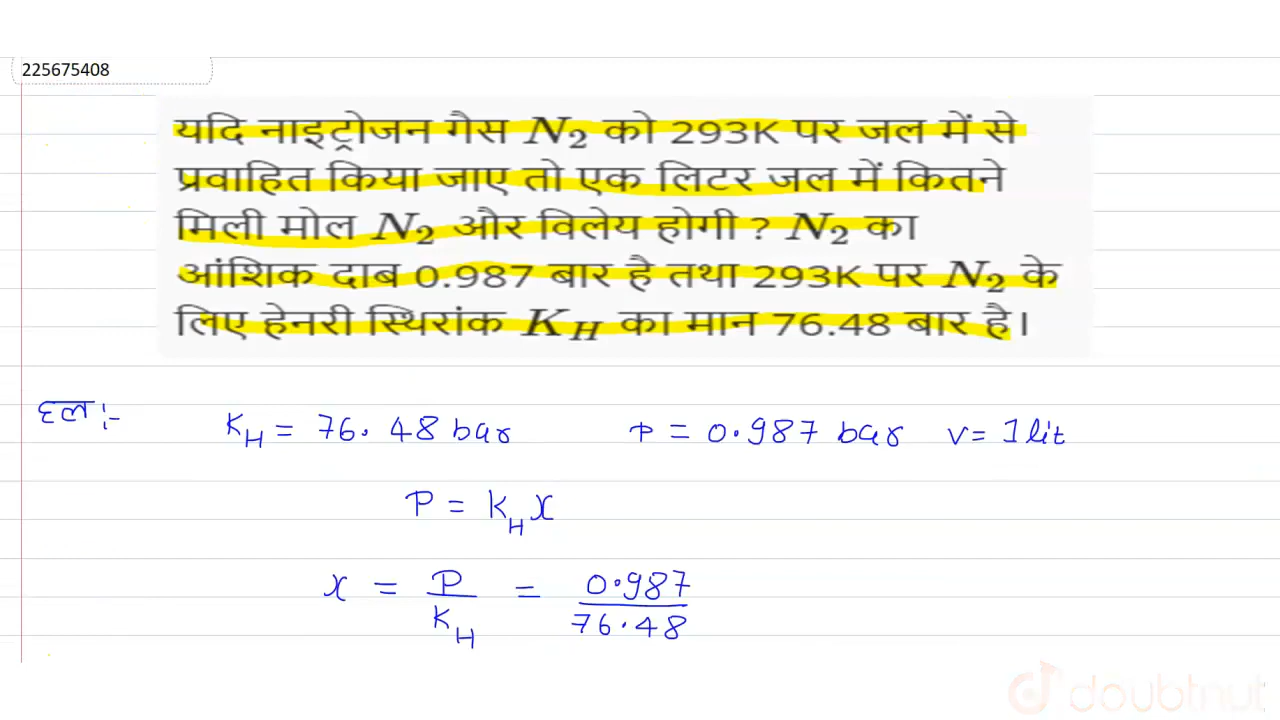 225675408
यदि नाइट्रोजन गैस N₂ को 293K पर जल में से
प्रवाहित किया जाए तो एक लिटर जल में कितने
मिली मोल N₂ और विलेय होगी ? N₂ का
आंशिक दाब 0.987 बार है तथा 293K पर N₂ के
लिए हेनरी स्थिरांक K_H का मान 76.48 बार है।
हल :-
K_H = 76.48 bar P = 0.987 bar V = 1 lit
P = K_H x
x = P/K_H = 0.987/76.48
doubtnut